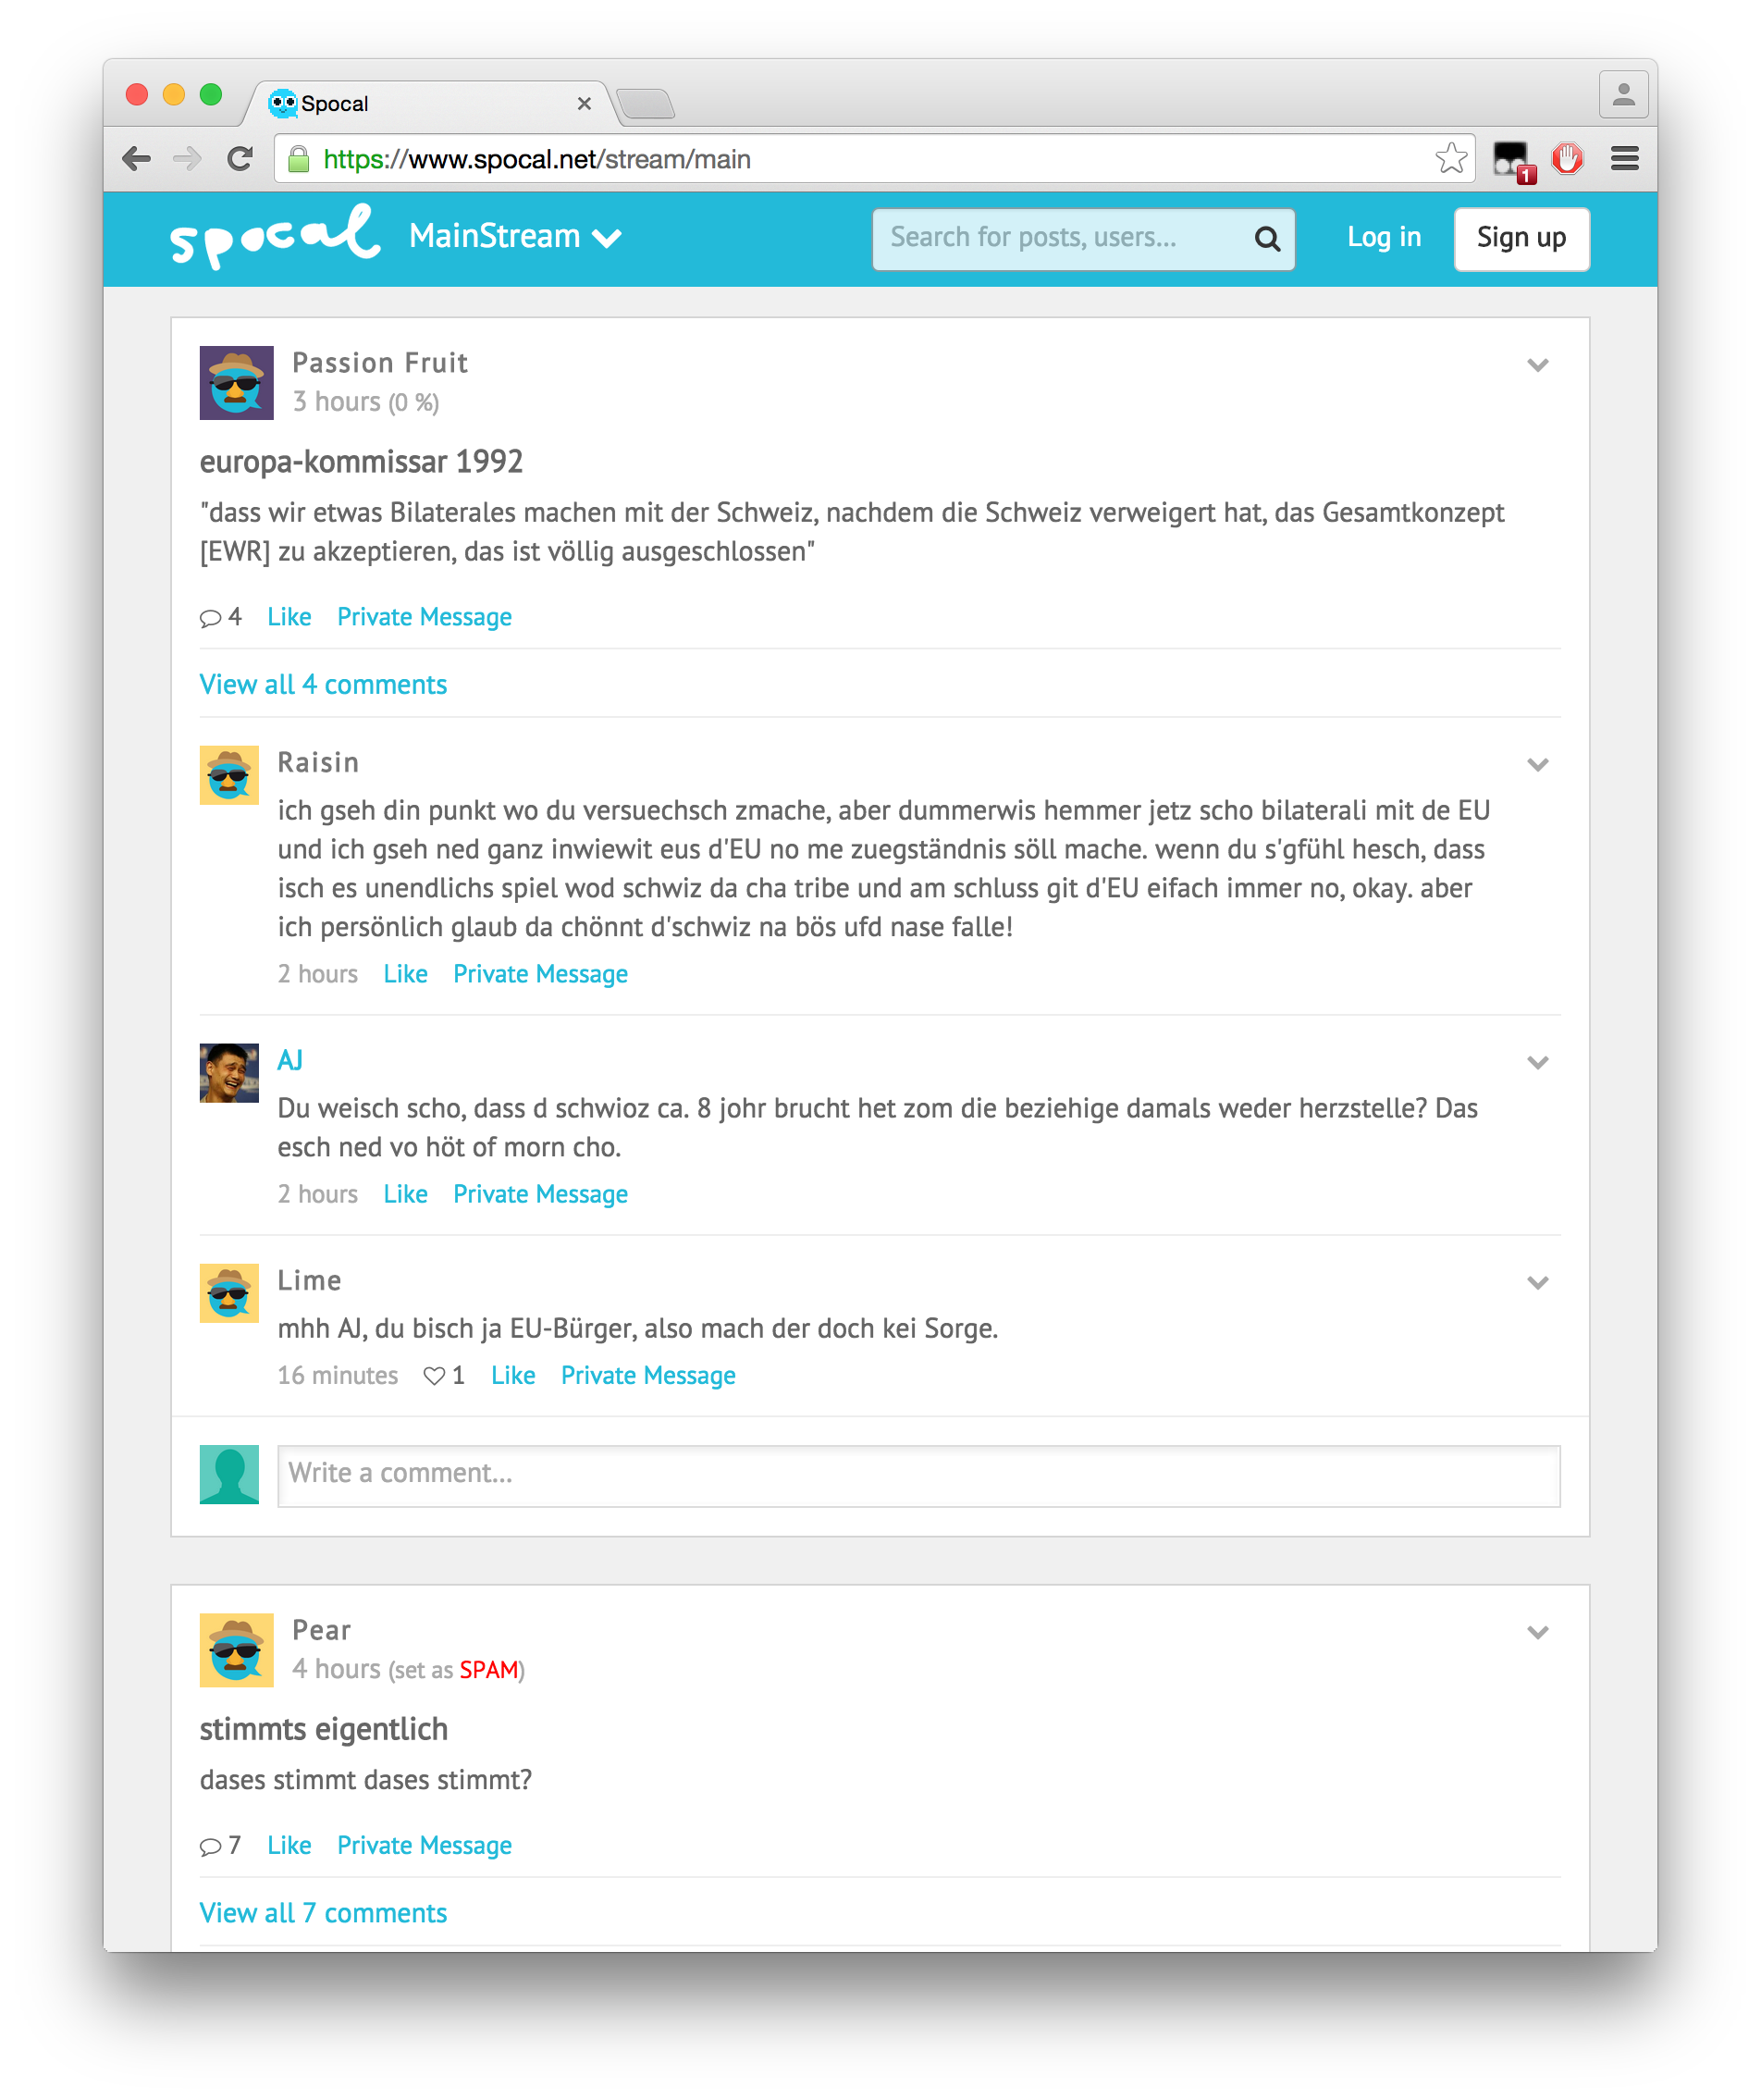 Spocal
https://www.spocal.net/stream/main
1
spocal
MainStream
Search for posts, users...
Log in
Sign up
Passion Fruit
3 hours (0 %)
europa-kommissar 1992
"dass wir etwas Bilaterales machen mit der Schweiz, nachdem die Schweiz verweigert hat, das Gesamtkonzept
[EWR] zu akzeptieren, das ist völlig ausgeschlossen"
4 Like Private Message
View all 4 comments
Raisin
ich gseh din punkt wo du versuechsch zmache, aber dummerwis hemmer jetz scho bilaterali mit de EU
und ich gseh ned ganz inwiewit eus d'EU no me zuegständnis söll mache. wenn du s'gfühl hesch, dass
isch es unendlichs spiel wod schwiz da cha tribe und am schluss git d'EU eifach immer no, okay. aber
ich persönlich glaub da chönnt d'schwiz na bös ufd nase falle!
2 hours Like Private Message
AJ
Du weisch scho, dass d schwioz ca. 8 johr brucht het zom die beziehige damals weder herzstelle? Das
esch ned vo höt of morn cho.
2 hours Like Private Message
Lime
mhh AJ, du bisch ja EU-Bürger, also mach der doch kei Sorge.
16 minutes 1 Like Private Message
Write a comment...
Pear
4 hours (set as SPAM)
stimmts eigentlich
dases stimmt dases stimmt?
7 Like Private Message
View all 7 comments